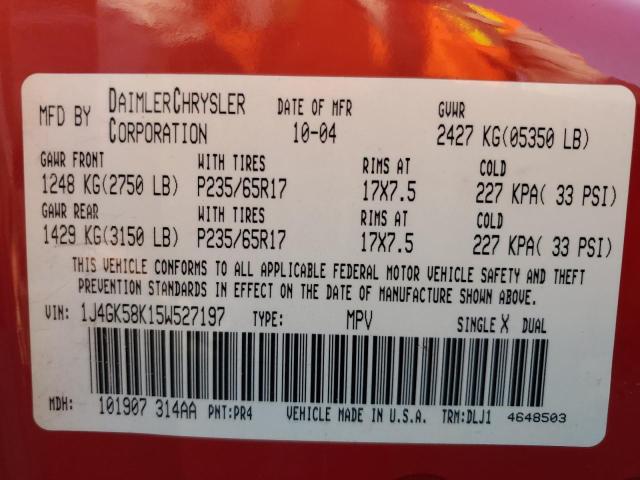 MFD BY DAIMLERCHRYSLER CORPORATION DATE OF MFR 10-04 GVWR 2427 KG(05350 LB)
GAWR FRONT WITH TIRES RIMS AT COLD
1248 KG(2750 LB) P235/65R17 17X7.5 227 KPA( 33 PSI)
GAWR REAR WITH TIRES RIMS AT COLD
1429 KG(3150 LB) P235/65R17 17X7.5 227 KPA( 33 PSI)
THIS VEHICLE CONFORMS TO ALL APPLICABLE FEDERAL MOTOR VEHICLE SAFETY AND THEFT
PREVENTION STANDARDS IN EFFECT ON THE DATE OF MANUFACTURE SHOWN ABOVE.
VIN: 1J4GK58K15W527197 TYPE: MPV SINGLE X DUAL
MDH: 101907 314AA PNT:PR4 VEHICLE MADE IN U.S.A. TRM:DLJ1 4648503